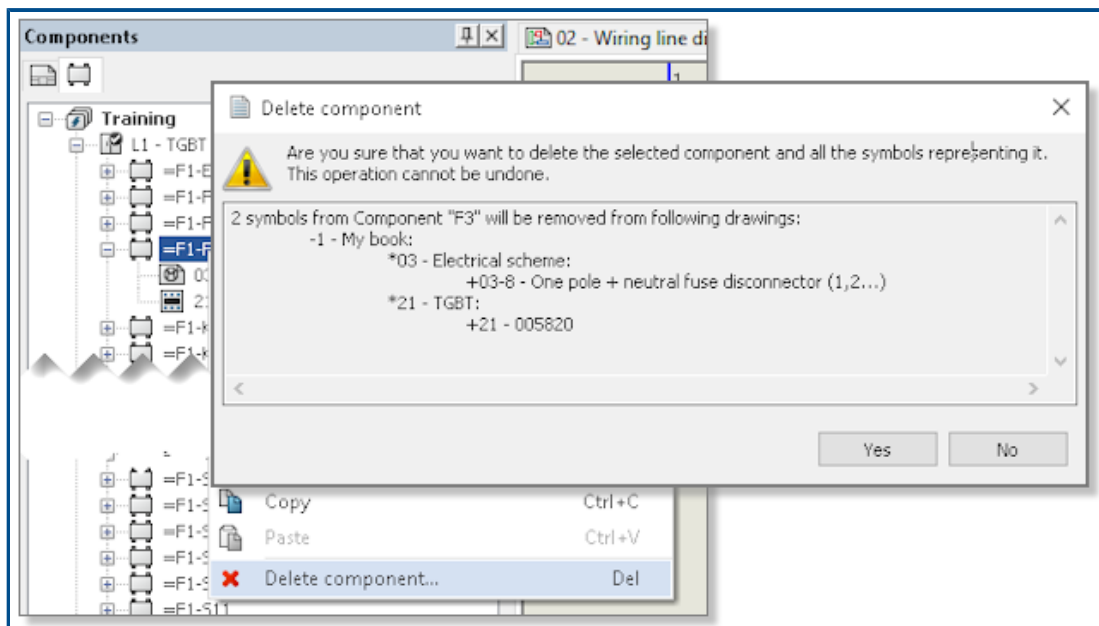 Components
02 - Wiring line di
1
Training
L1 - TGBT
=F1-E
=F1-F
=F1-F
=F1-F
03
2
=F1-K
=F1-K
Delete component
Are you sure that you want to delete the selected component and all the symbols representing it.
This operation cannot be undone.
2 symbols from Component "F3" will be removed from following drawings:
-1 - My book:
*03 - Electrical scheme:
+03-8 - One pole + neutral fuse disconnector (1,2...)
*21 - TGBT:
+21 - 005820
Yes No
=F1-S
=F1-S
=F1-S
=F1-S
=F1-S
=F1-S11
Copy Ctrl+C
Paste Ctrl+V
Delete component... Del